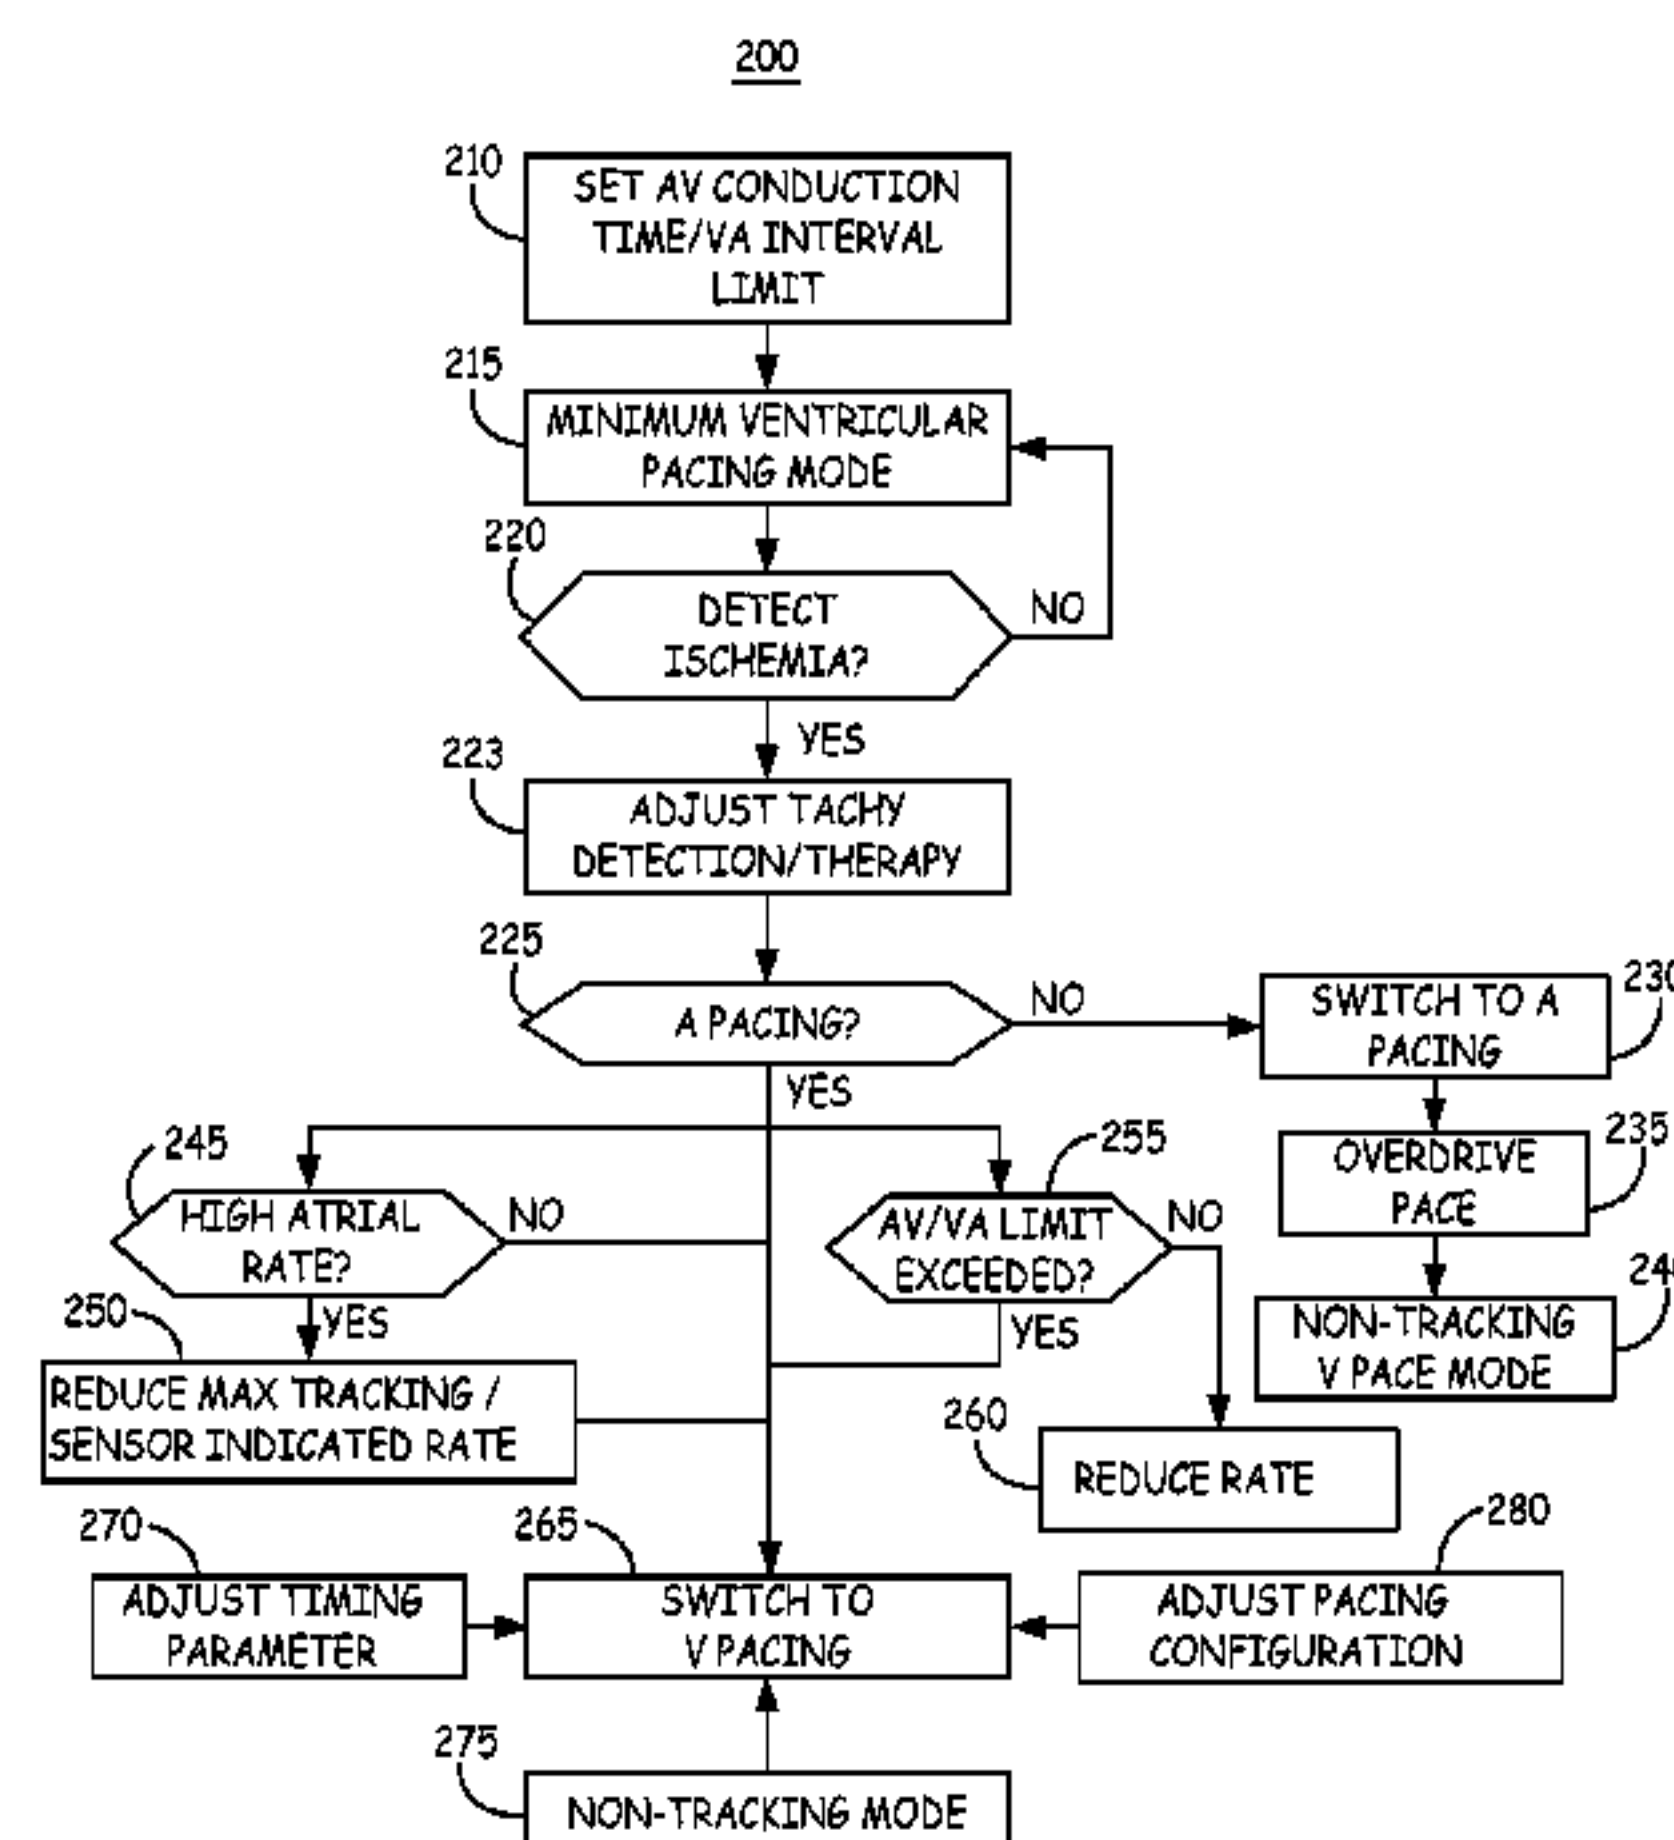 200
210
SET AV CONDUCTION
TIME/VA INTERVAL
LIMIT
215
MINIMUM VENTRICULAR
PACING MODE
220
DETECT
ISCHEMIA?
NO
YES
223
ADJUST TACHY
DETECTION/THERAPY
225
A PACING?
NO
YES
SWITCH TO A
PACING
230
OVERDRIVE
PACE
235
NON-TRACKING
V PACE MODE
245
HIGH ATRIAL
RATE?
NO
YES
255
AV/VA LIMIT
EXCEEDED?
NO
YES
250
REDUCE MAX TRACKING /
SENSOR INDICATED RATE
260
REDUCE RATE
270
ADJUST TIMING
PARAMETER
265
SWITCH TO
V PACING
280
ADJUST PACING
CONFIGURATION
275
NON-TRACKING MODE